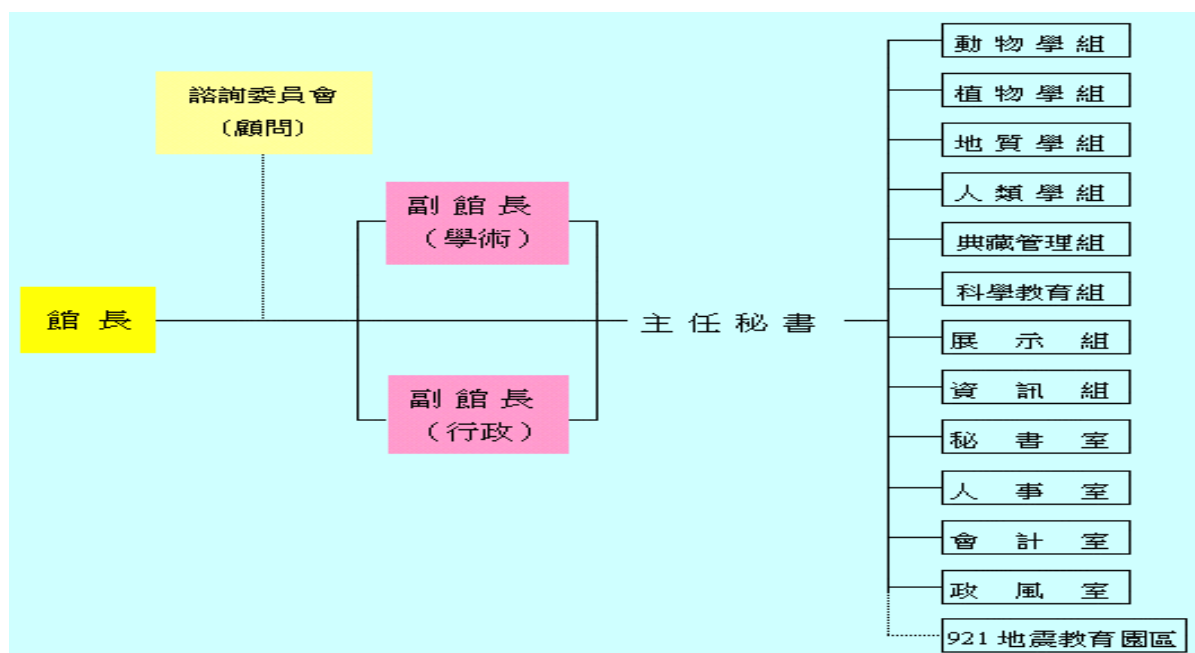 諮詢委員會
(顧問)
館長
副館長
(學術)
副館長
(行政)
主任秘書
動物學組
植物學組
地質學組
人類學組
典藏管理組
科學教育組
展示組
資訊組
秘書室
人事室
會計室
政風室
921地震教育園區